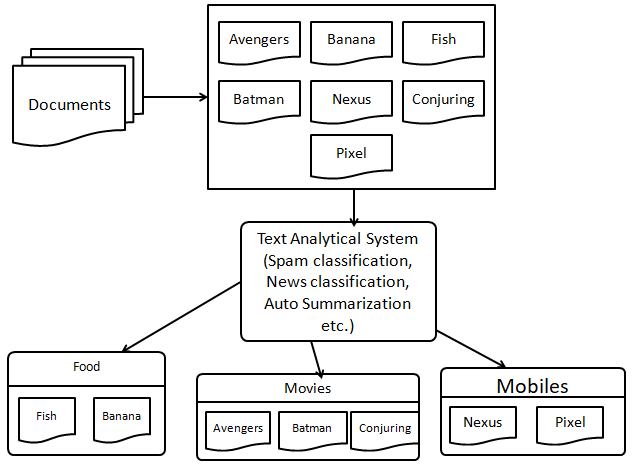 Documents
Avengers
Banana
Fish
Batman
Nexus
Conjuring
Pixel
Text Analytical System
(Spam classification,
News classification,
Auto Summarization
etc.)
Food
Fish
Banana
Movies
Avengers
Batman
Conjuring
Mobiles
Nexus
Pixel